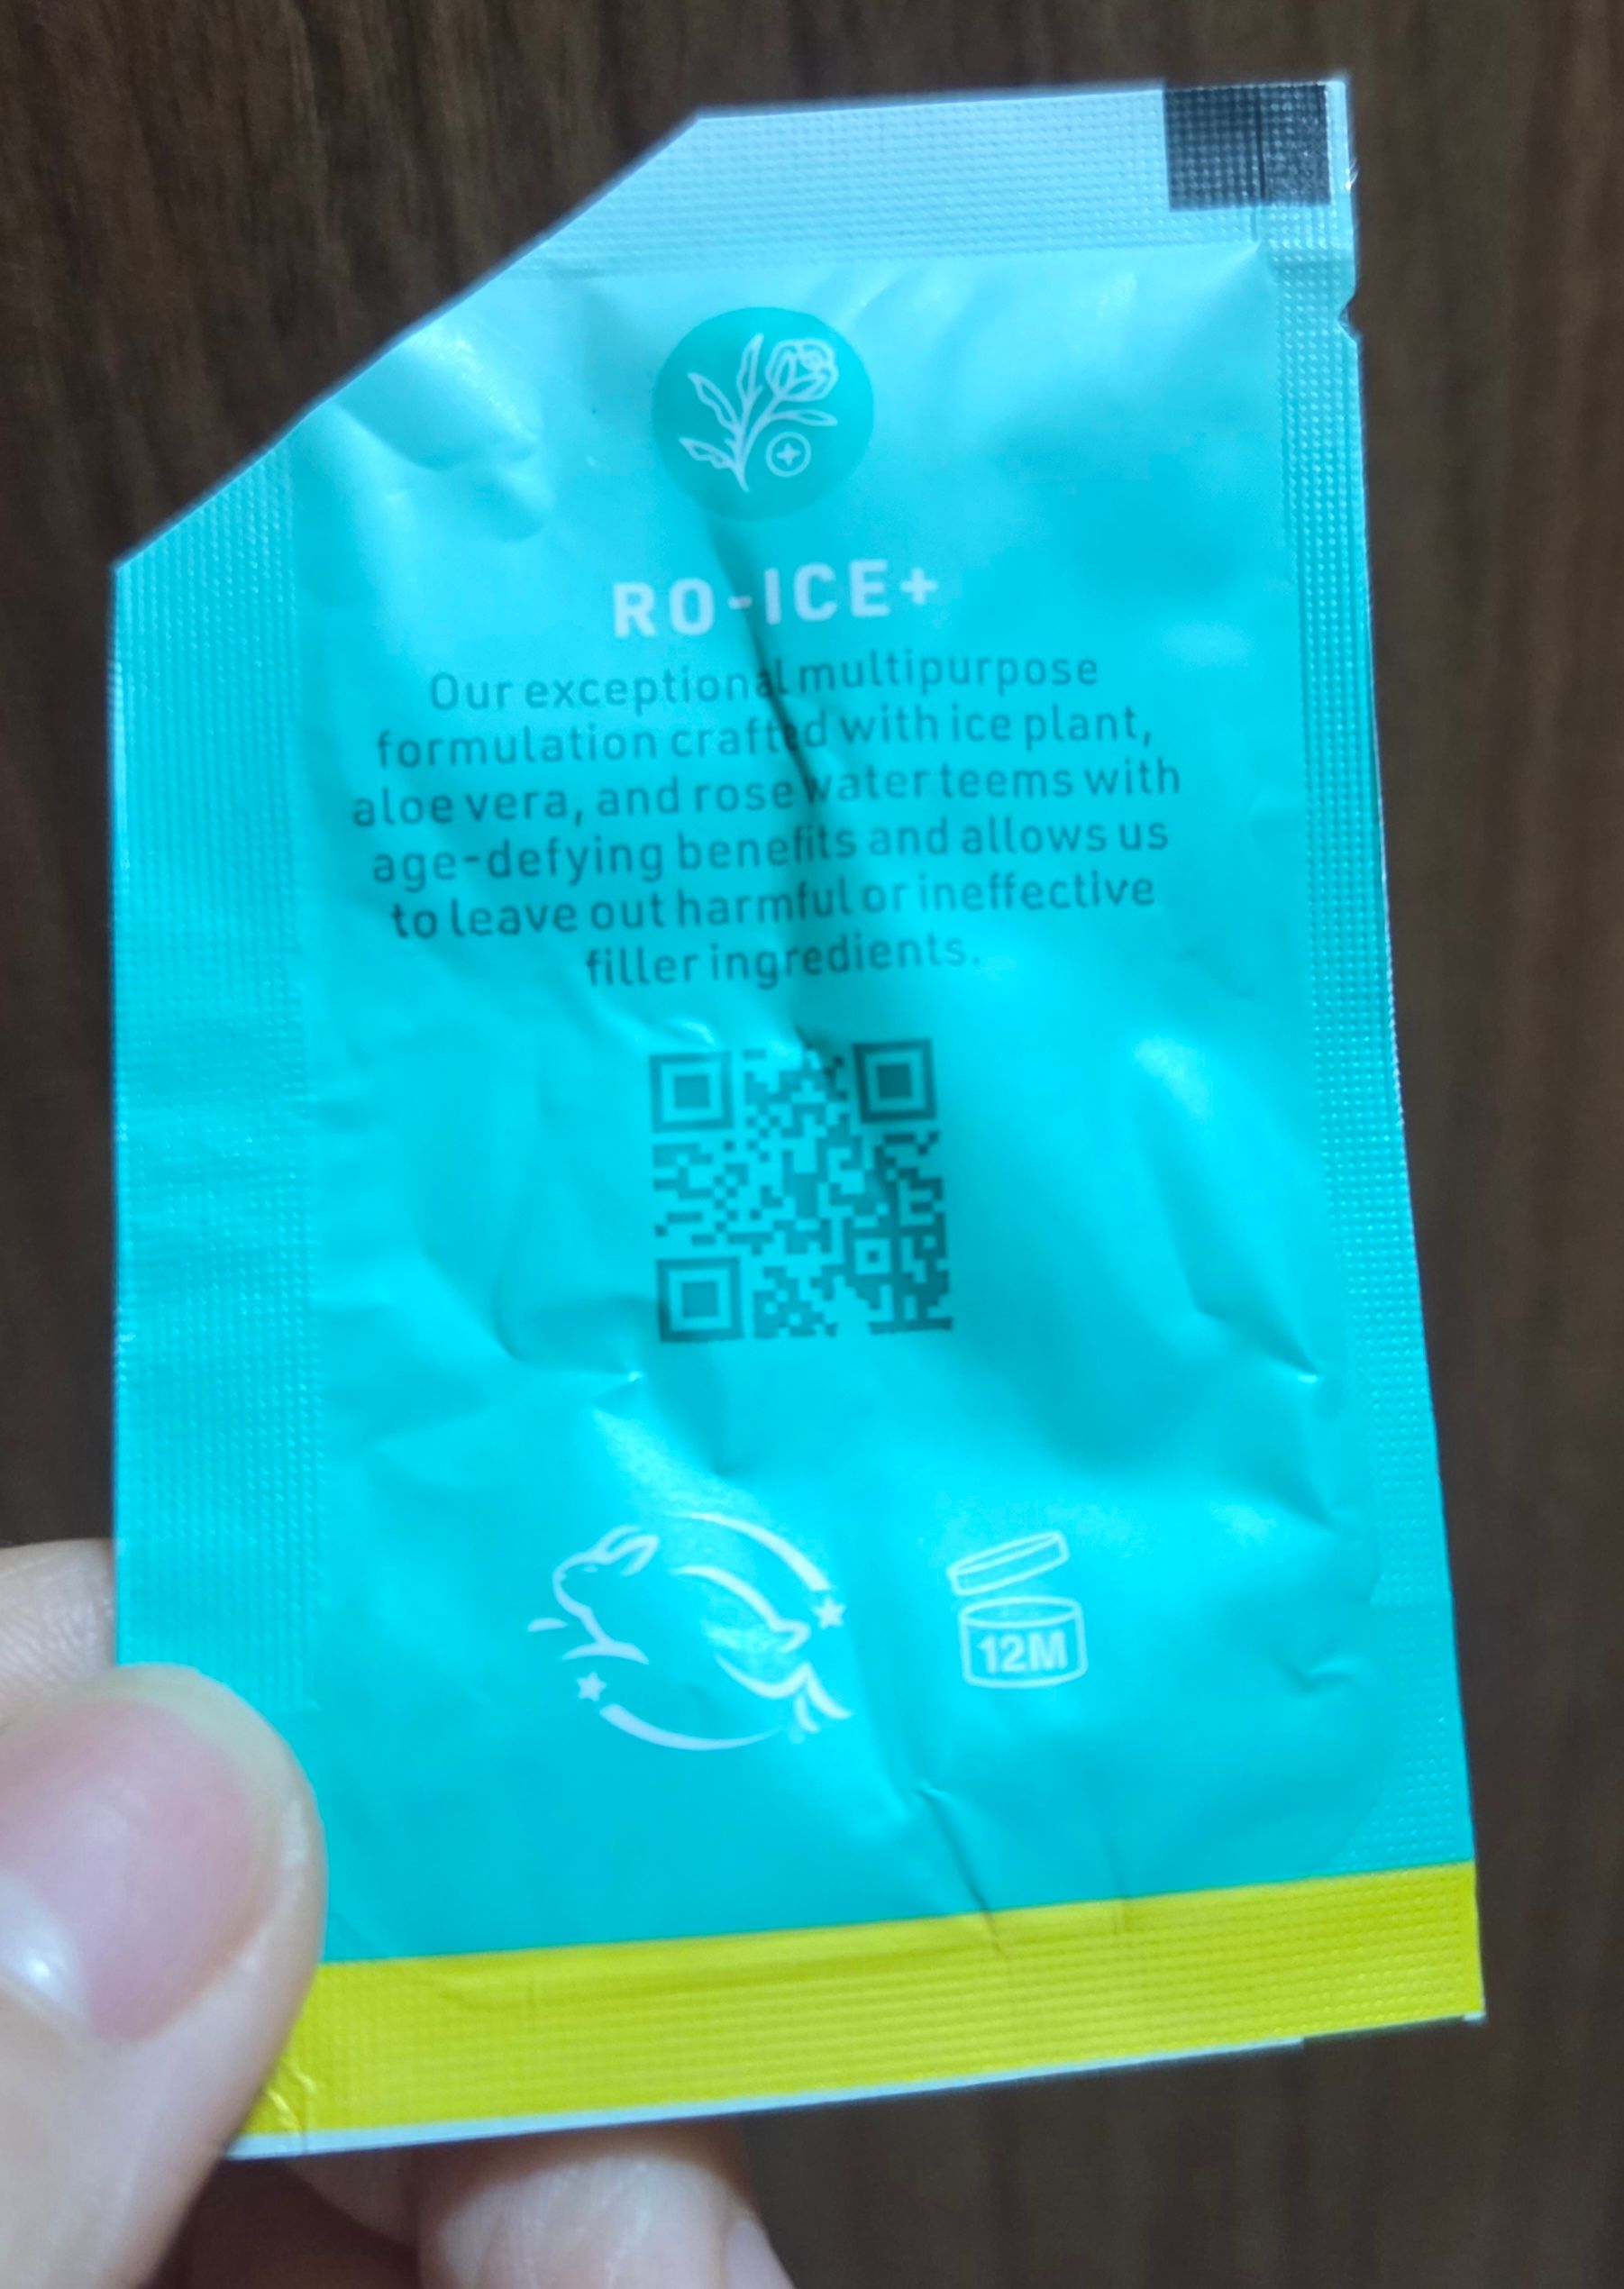 RO-ICE+
Our exceptional multipurpose
formulation crafted with ice plant,
aloe vera, and rose water teems with
age-defying benefits and allows us
to leave out harmful or ineffective
filler ingredients.
12M